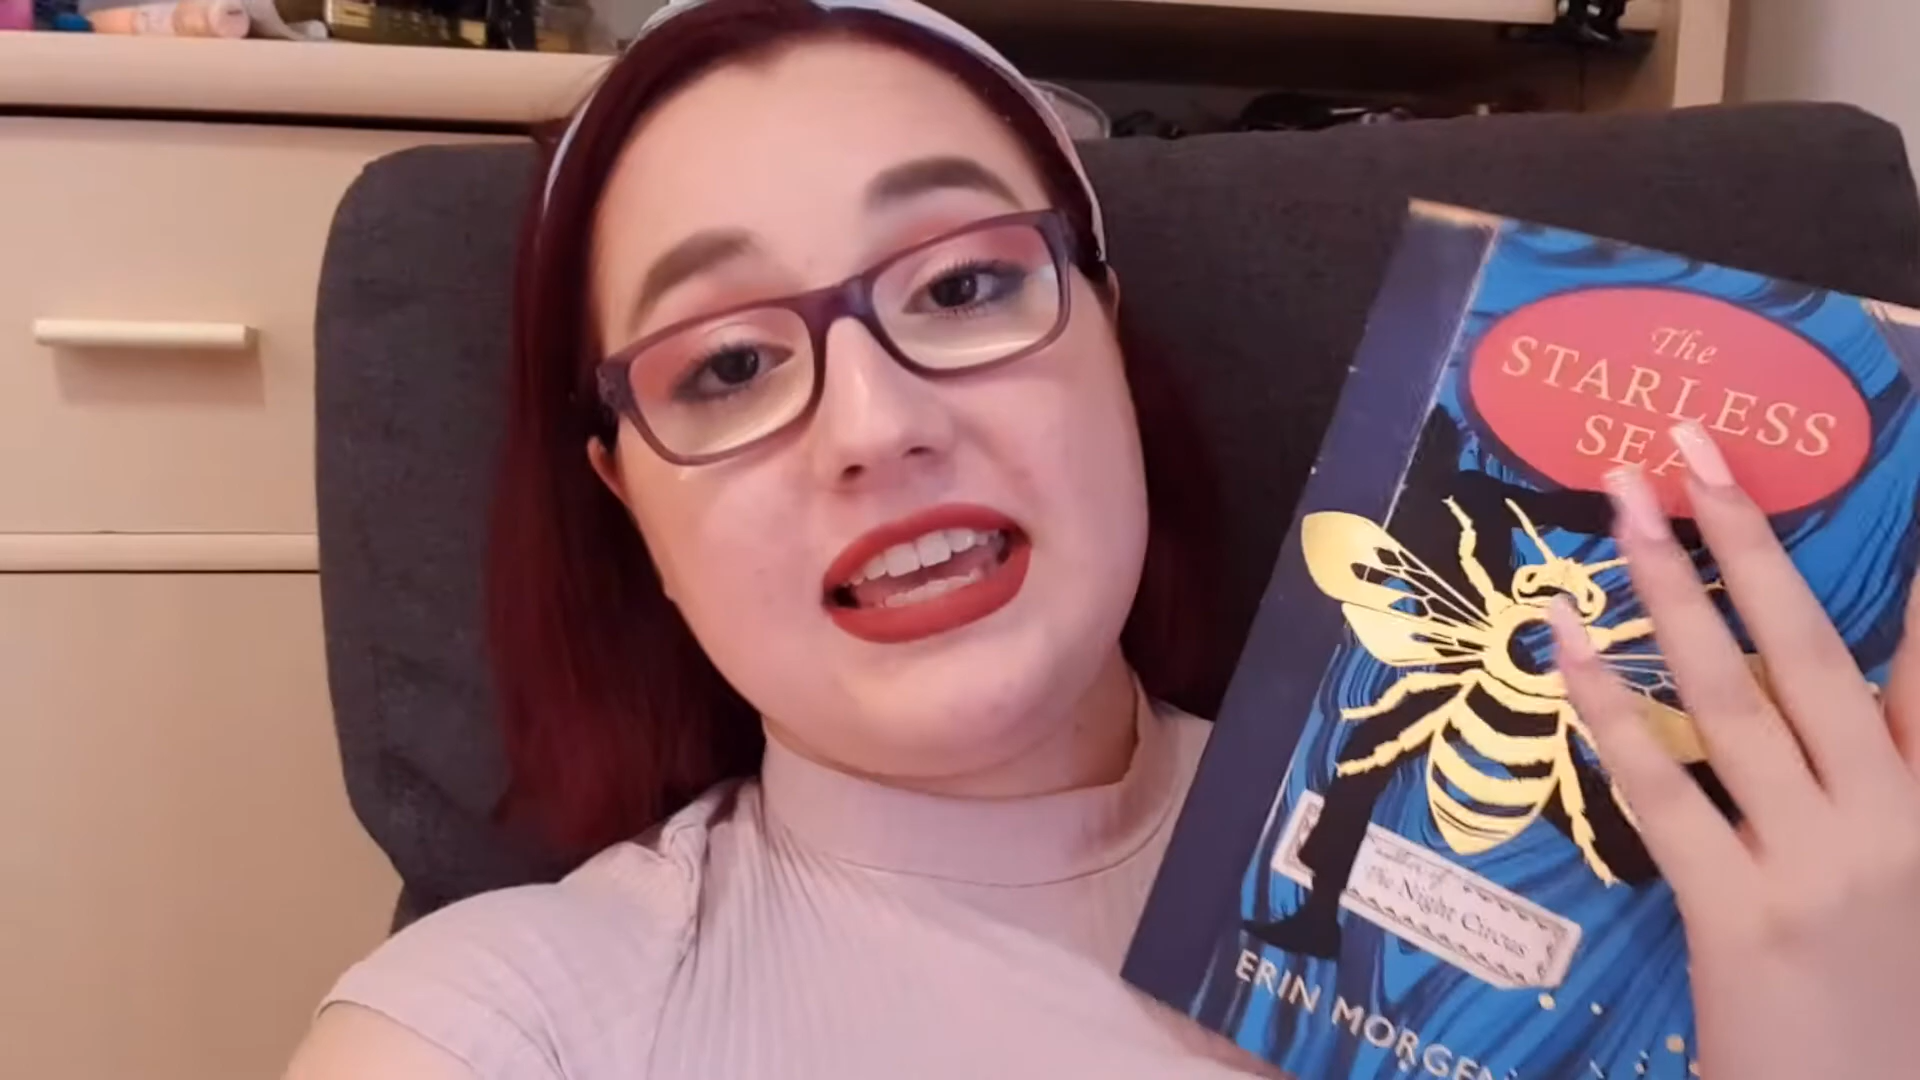 The
STARLESS
SEA
The Night Circus
ERIN MORGEN